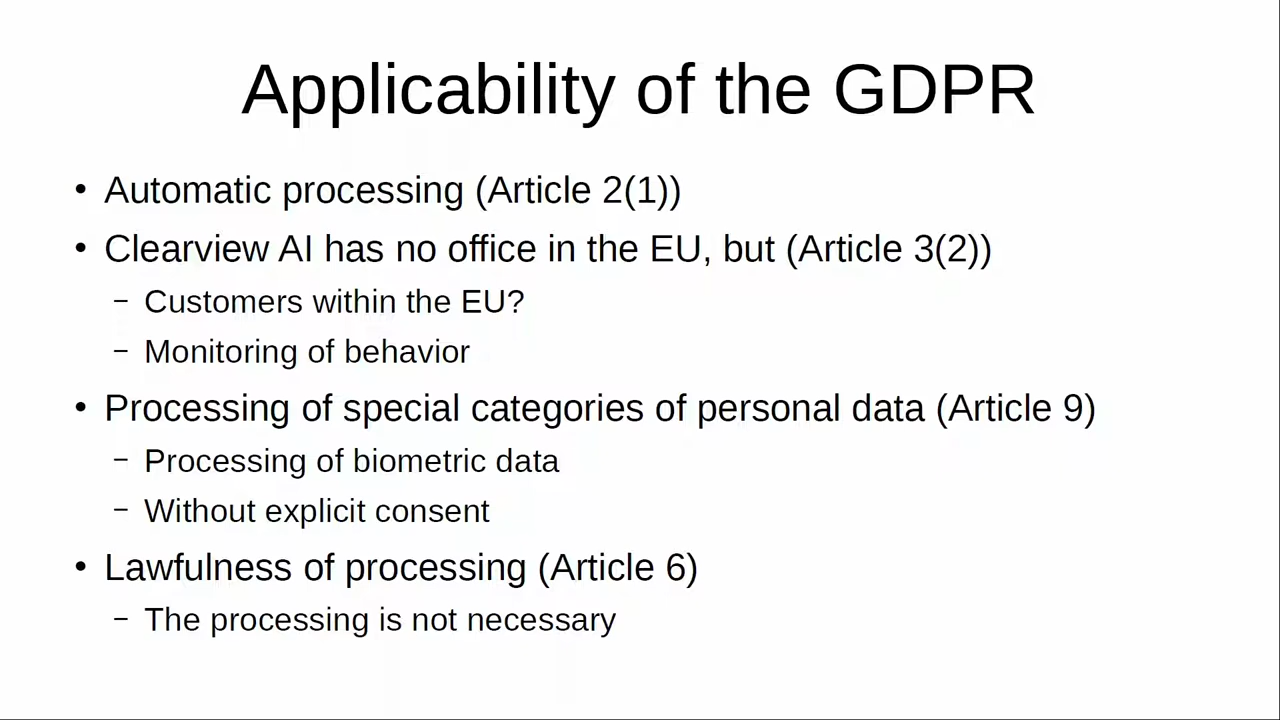 Applicability of the GDPR
• Automatic processing (Article 2(1))
• Clearview AI has no office in the EU, but (Article 3(2))
– Customers within the EU?
– Monitoring of behavior
• Processing of special categories of personal data (Article 9)
– Processing of biometric data
– Without explicit consent
• Lawfulness of processing (Article 6)
– The processing is not necessary